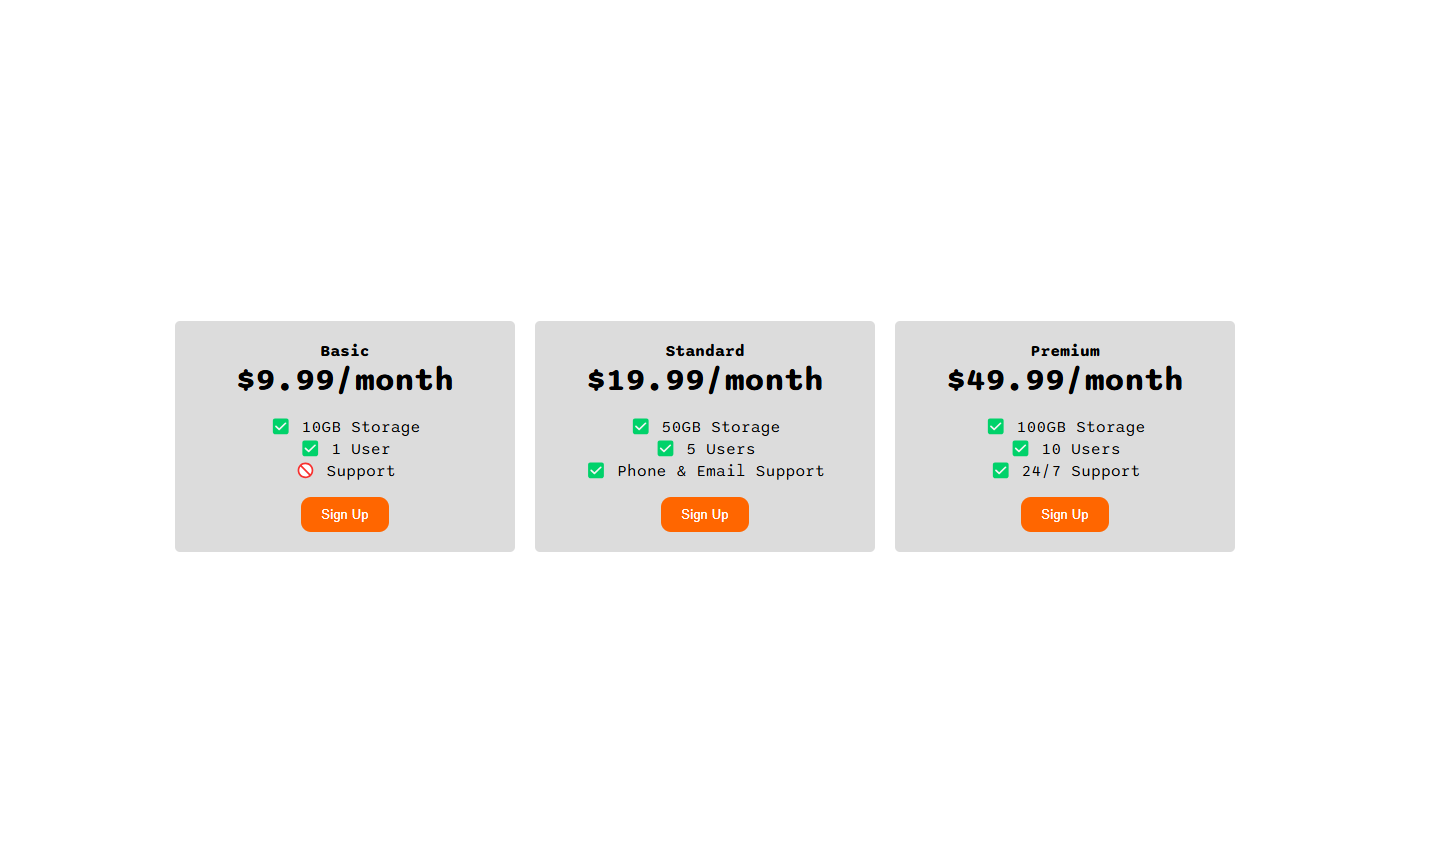 Basic
$9.99/month
✅ 10GB Storage
✅ 1 User
🚫 Support
Sign Up
Standard
$19.99/month
✅ 50GB Storage
✅ 5 Users
✅ Phone & Email Support
Sign Up
Premium
$49.99/month
✅ 100GB Storage
✅ 10 Users
✅ 24/7 Support
Sign Up